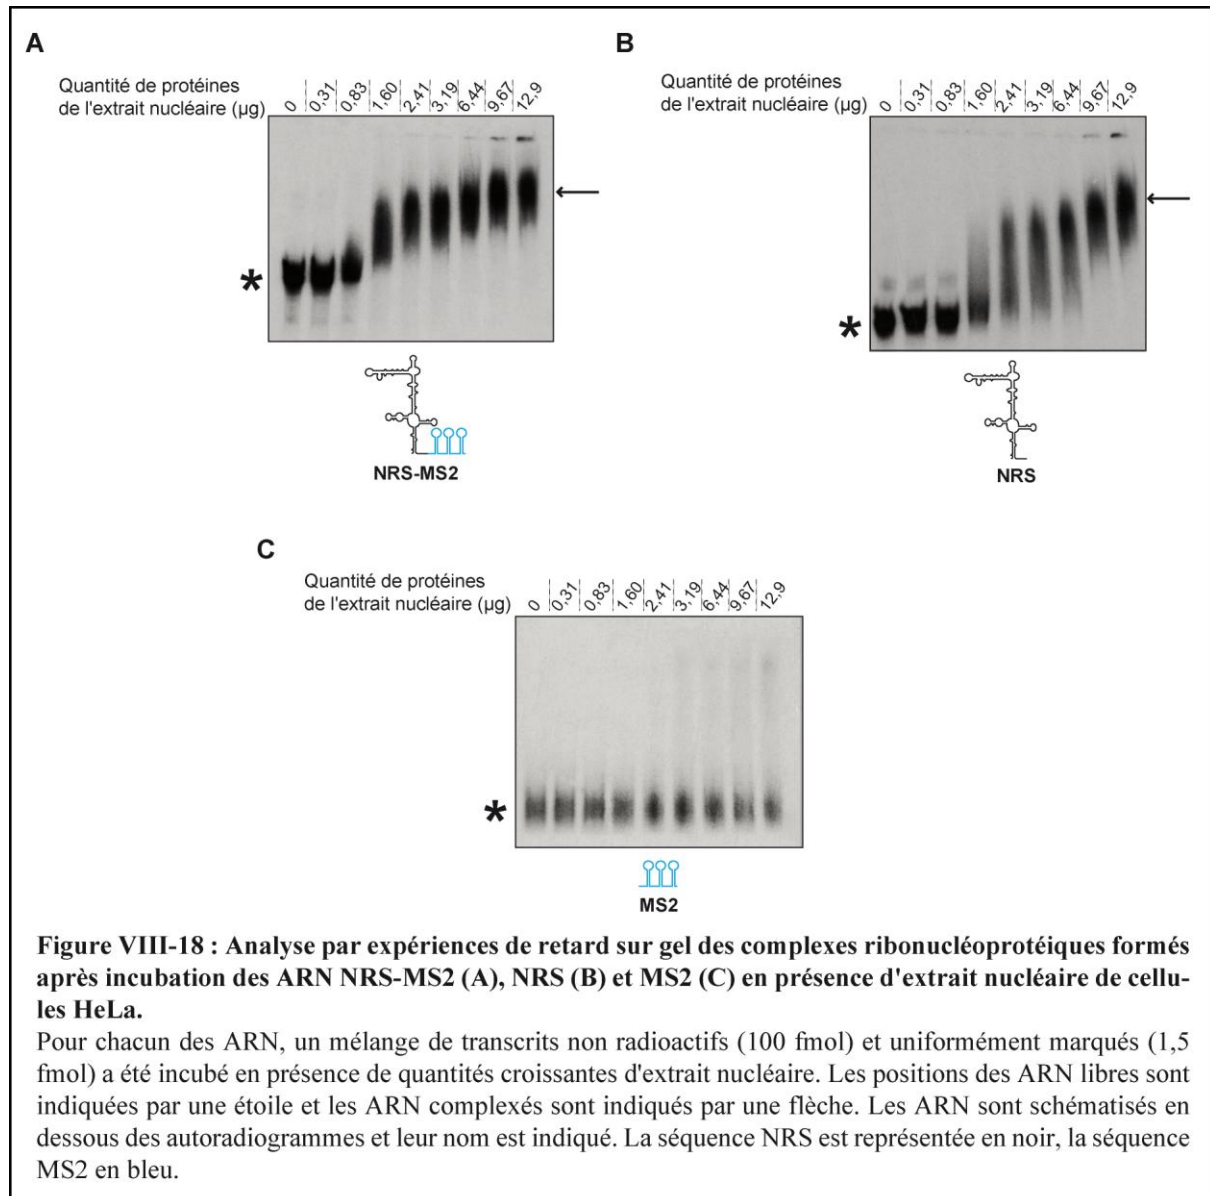 A
Quantité de protéines
de l'extrait nucléaire (µg)
0 0,31 0,83 1,60 2,41 3,19 6,44 9,67 12,9
*
NRS-MS2
B
Quantité de protéines
de l'extrait nucléaire (µg)
0 0,31 0,83 1,60 2,41 3,19 6,44 9,67 12,9
*
NRS
C
Quantité de protéines
de l'extrait nucléaire (µg)
0 0,31 0,83 1,60 2,41 3,19 6,44 9,67 12,9
*
MS2
Figure VIII-18 : Analyse par expériences de retard sur gel des complexes ribonucléoprotéiques formés
après incubation des ARN NRS-MS2 (A), NRS (B) et MS2 (C) en présence d'extrait nucléaire de cellu-
les HeLa.
Pour chacun des ARN, un mélange de transcrits non radioactifs (100 fmol) et uniformément marqués (1,5
fmol) a été incubé en présence de quantités croissantes d'extrait nucléaire. Les positions des ARN libres sont
indiquées par une étoile et les ARN complexés sont indiqués par une flèche. Les ARN sont schématisés en
dessous des autoradiogrammes et leur nom est indiqué. La séquence NRS est représentée en noir, la séquence
MS2 en bleu.